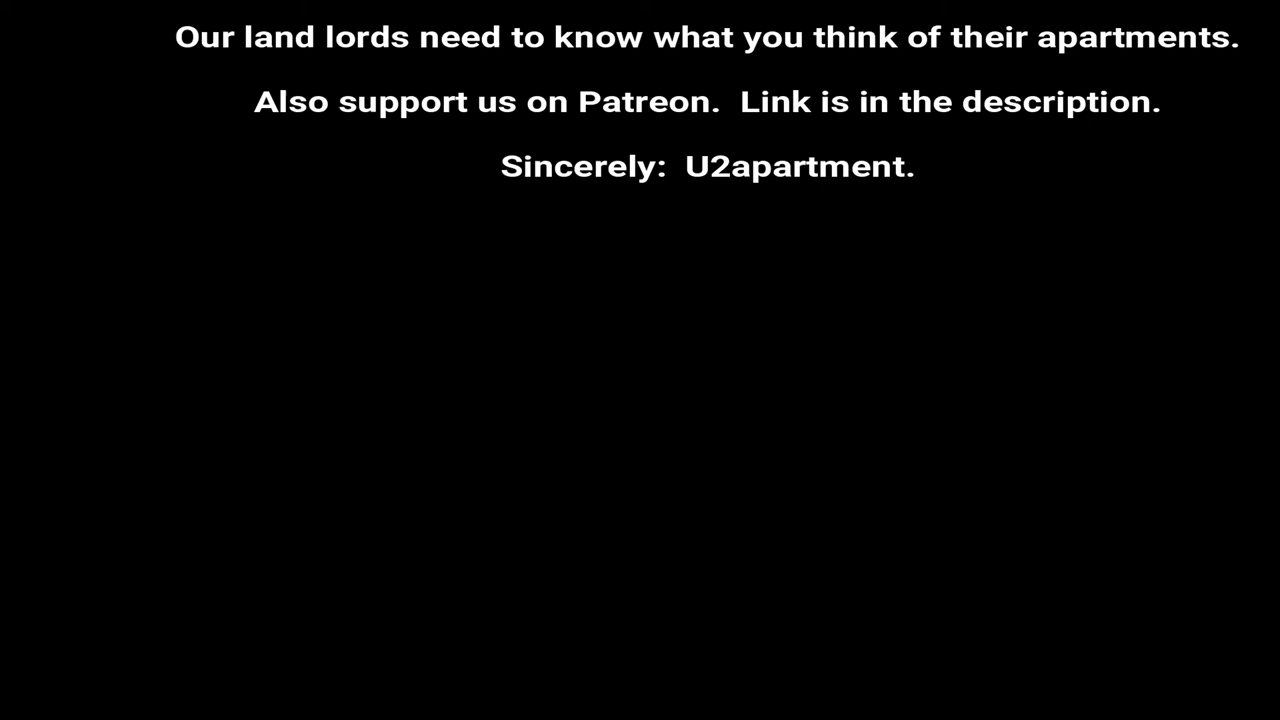 Our land lords need to know what you think of their apartments.
Also support us on Patreon.  Link is in the description.
Sincerely:  U2apartment.